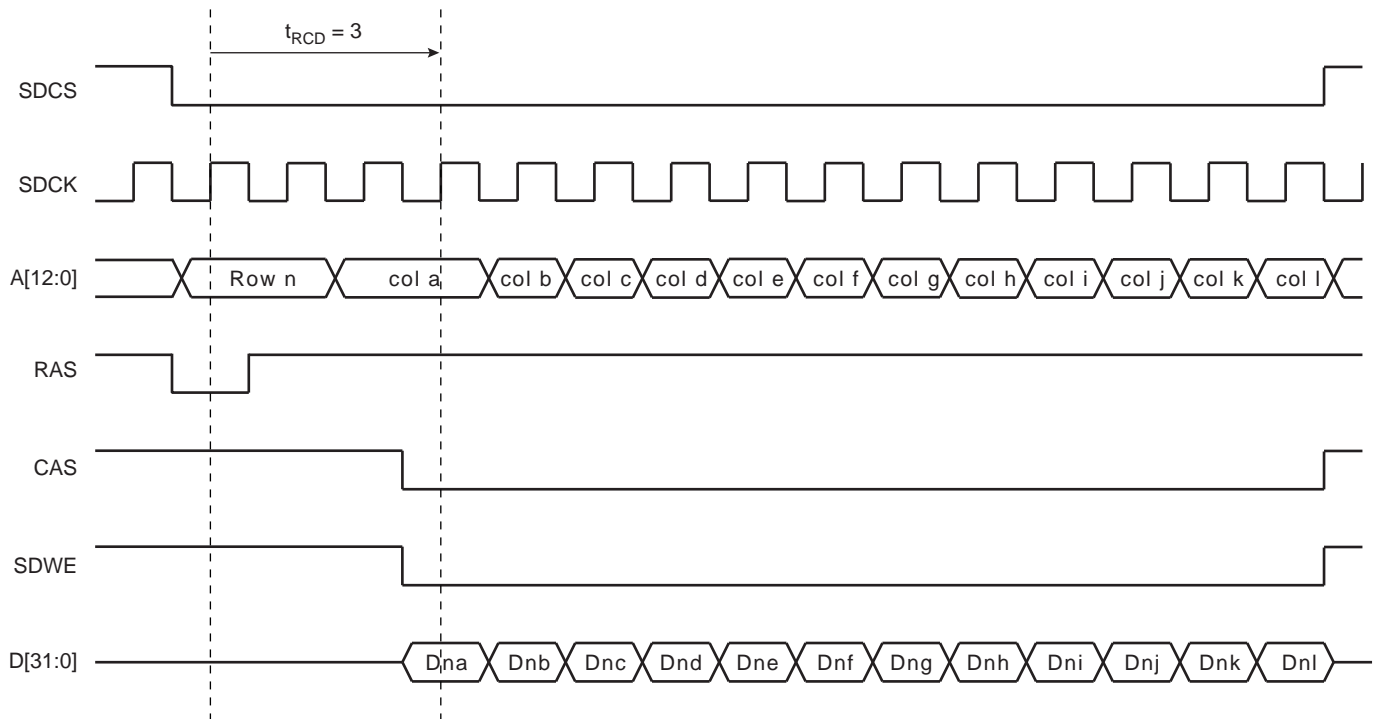 tRCD = 3
SDCS
SDCK
A[12:0] Row n col a col b col c col d col e col f col g col h col i col j col k col l
RAS
CAS
SDWE
D[31:0] Dna Dnb Dnc Dnd Dne Dnf Dng Dnh Dni Dnj Dnk Dnl